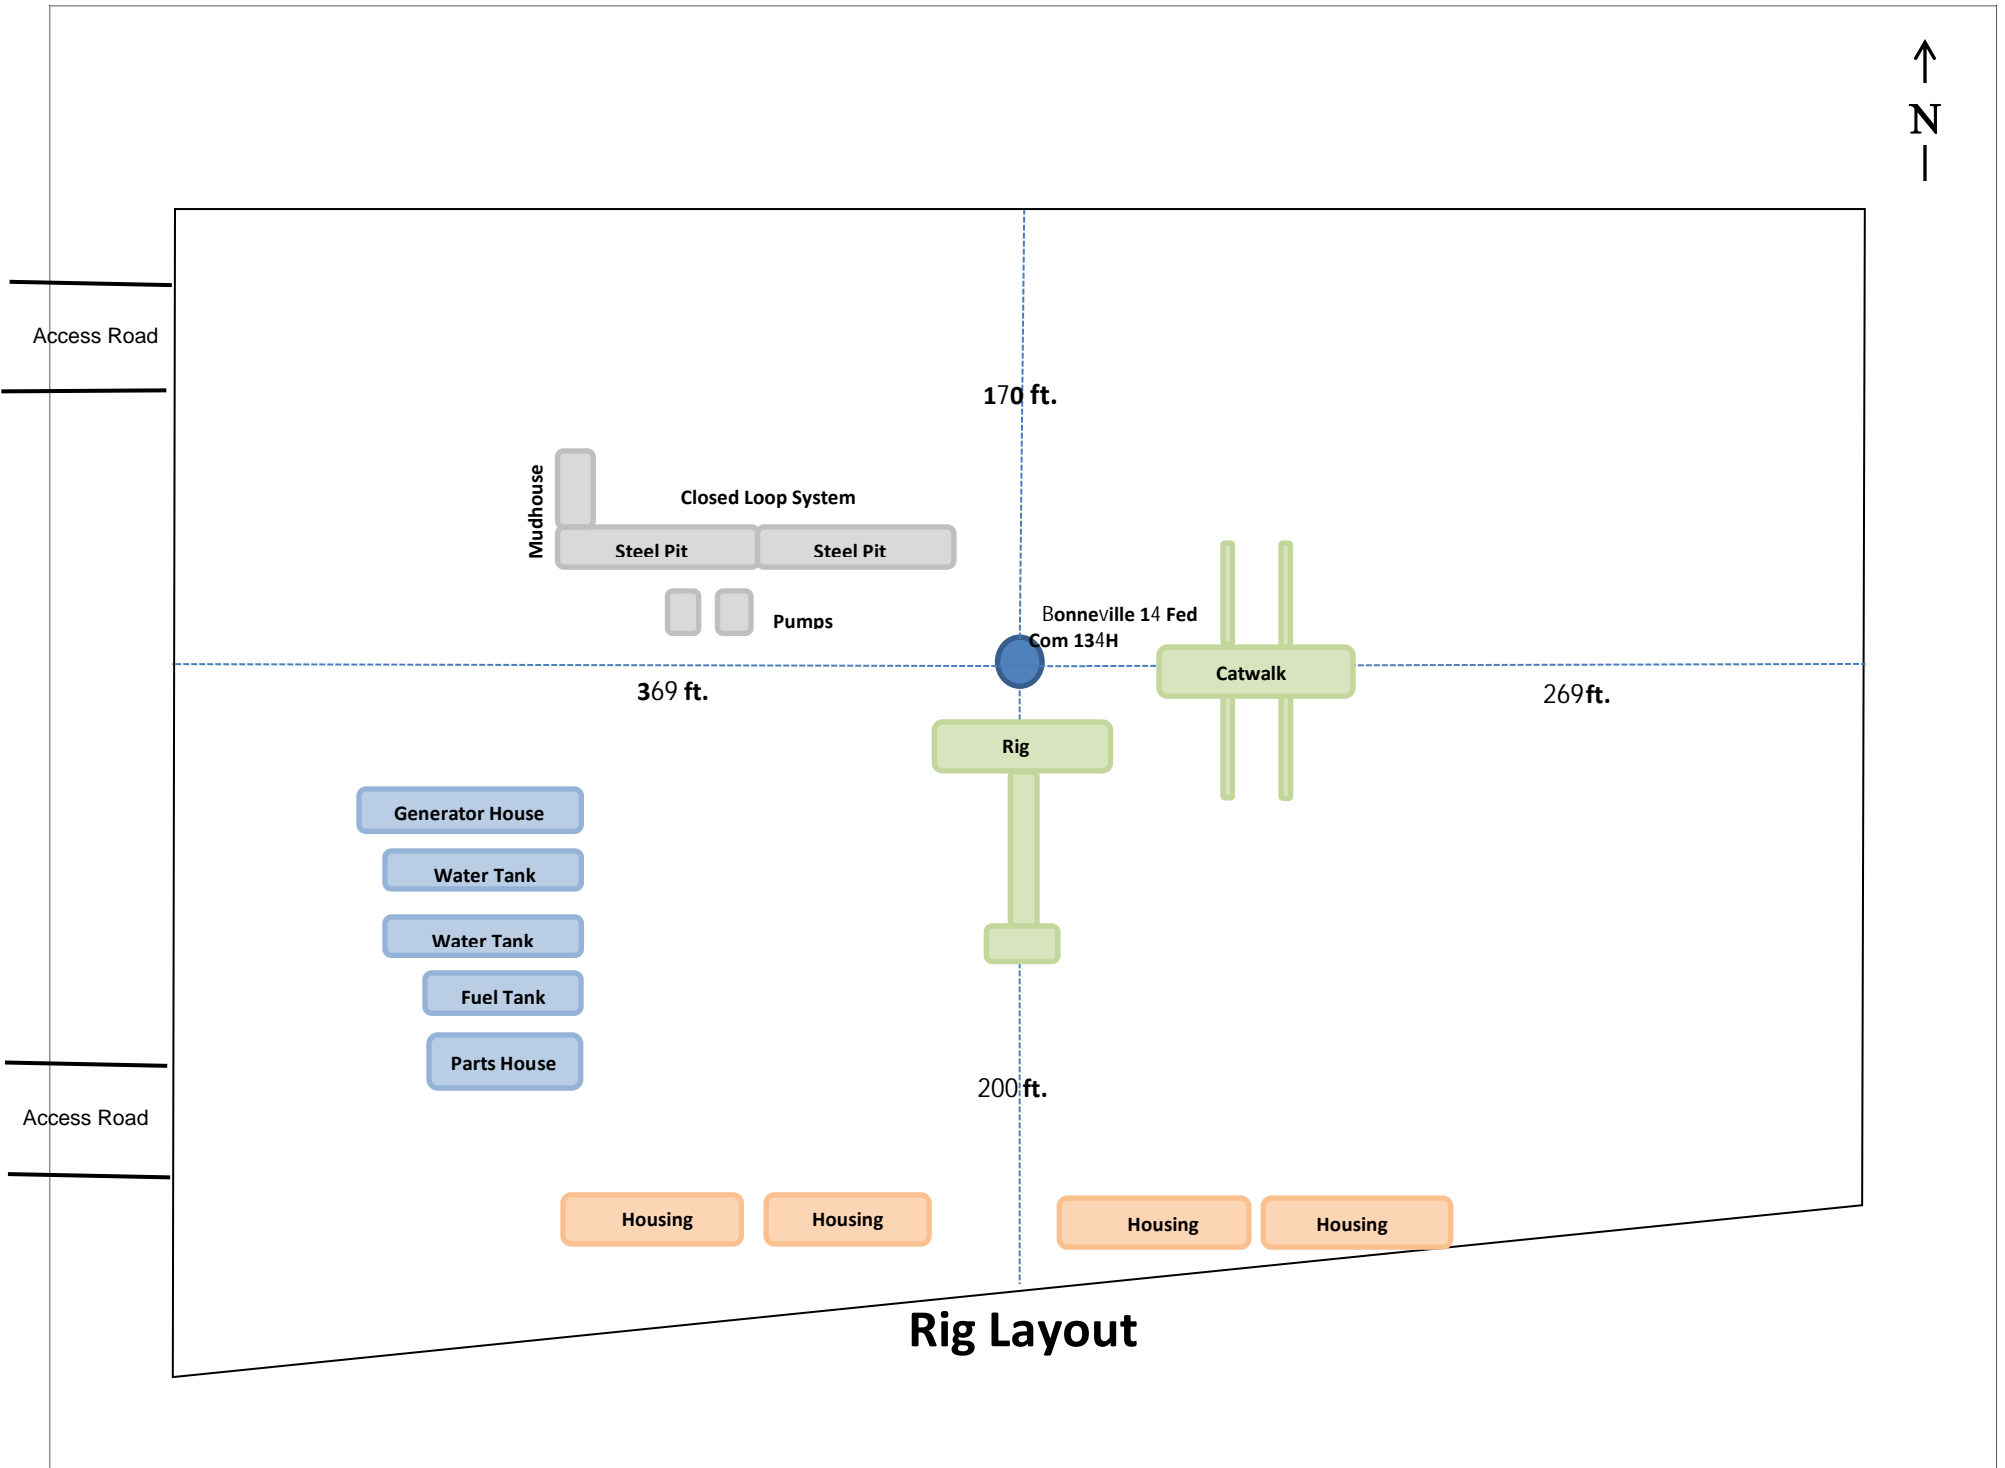 N
Access Road
170 ft.
Mudhouse
Closed Loop System
Steel Pit
Steel Pit
Bonneville 14 Fed
Com 134H
Pumps
Catwalk
369 ft.
269 ft.
Rig
Generator House
Water Tank
Water Tank
Fuel Tank
Parts House
200 ft.
Access Road
Housing
Housing
Housing
Housing
Rig Layout